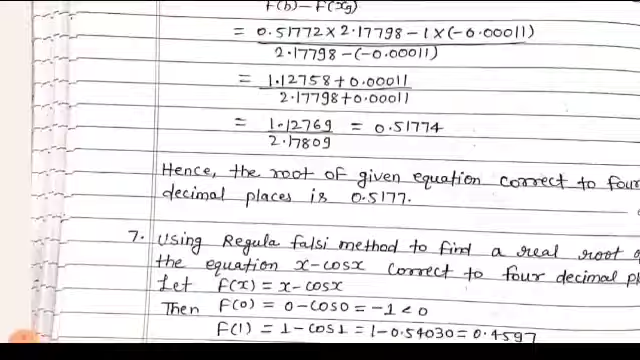 F(b) - F(x9)
= 0.51772 × 2.17798 - 1 × (-0.00011)
2.17798 - (-0.00011)
= 1.12758 + 0.00011
2.17798 + 0.00011
= 1.12769 = 0.51774
2.17809
Hence, the root of given equation correct to four
decimal places is 0.5177.
7. Using Regula falsi method to find a real root of
the equation x-cosx correct to four decimal
Let F(x) = x-cosx
Then F(0) = 0-cos0 = -1 < 0
F(1) = 1-cos1 = 1-0.54030 = 0.4597